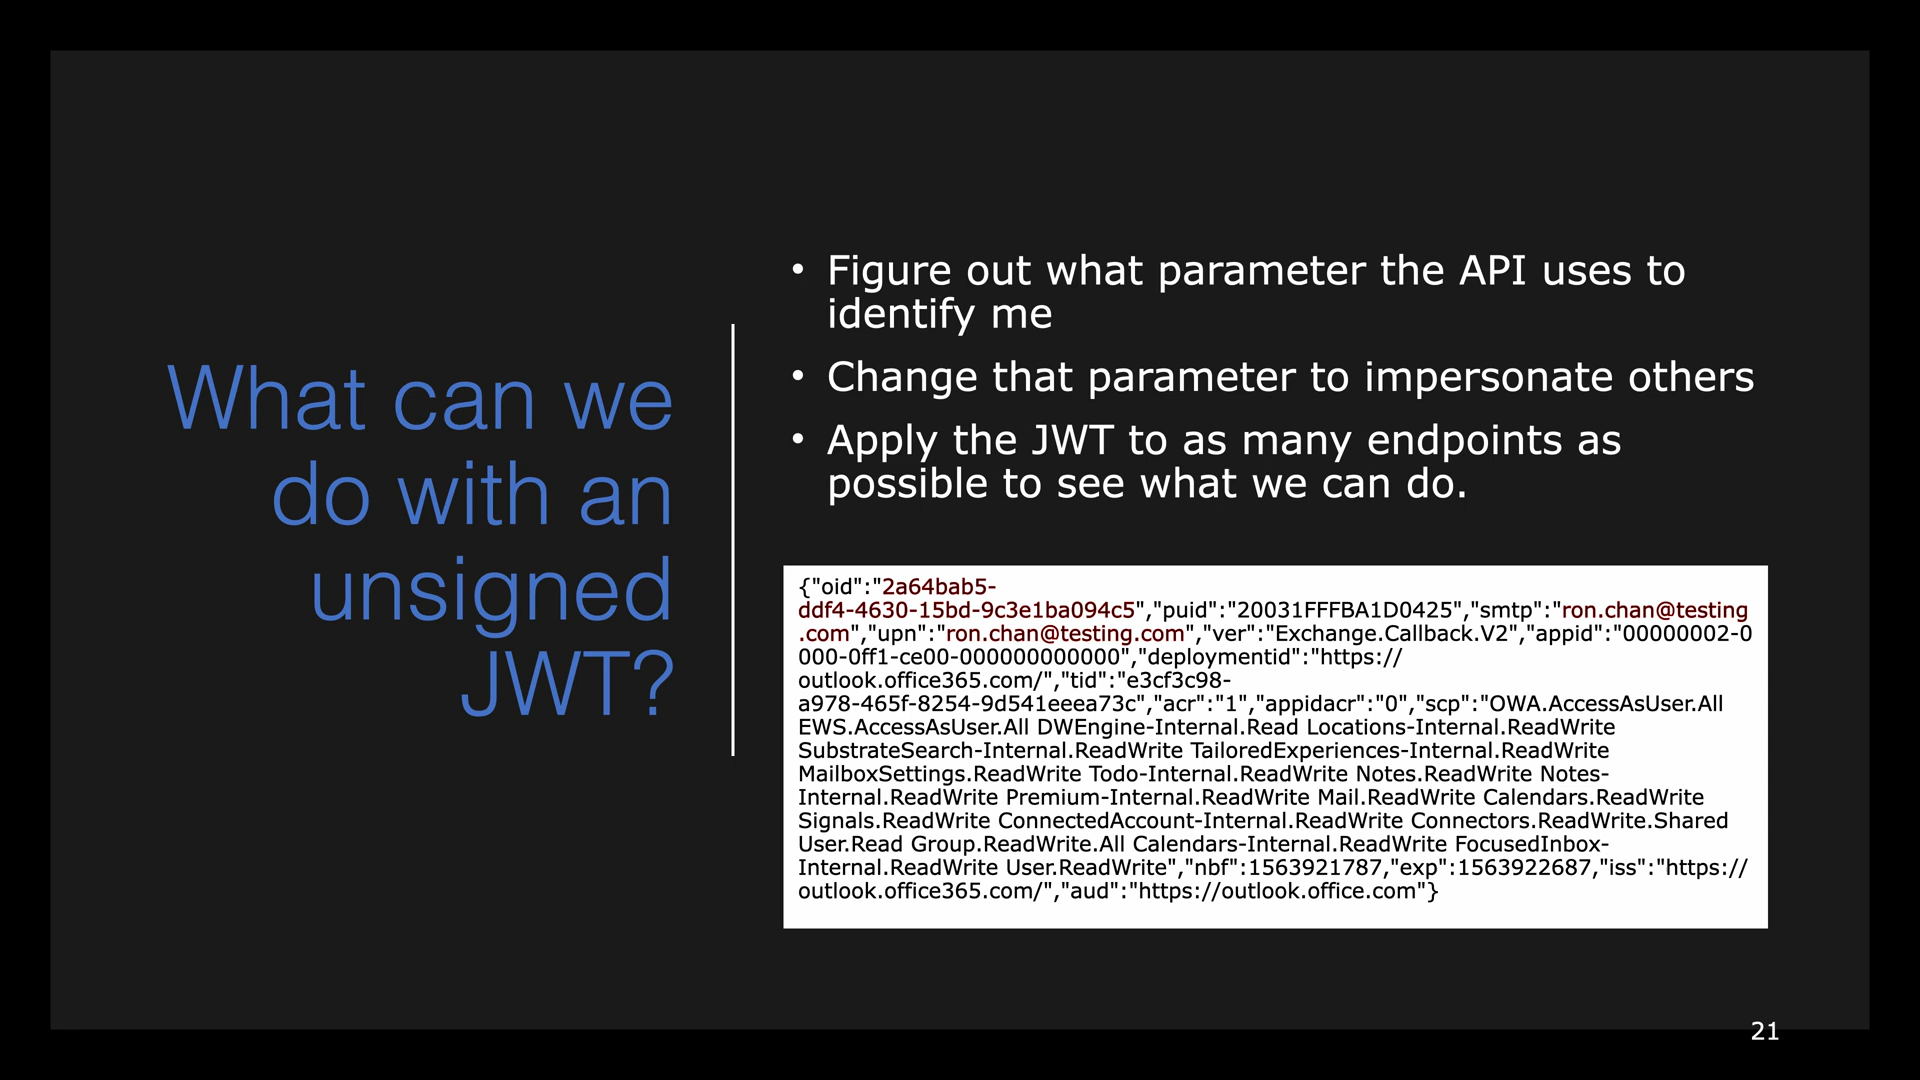 What can we
do with an
unsigned
JWT?
• Figure out what parameter the API uses to
identify me
• Change that parameter to impersonate others
• Apply the JWT to as many endpoints as
possible to see what we can do.
{"oid":"2a64bab5-
ddf4-4630-15bd-9c3e1ba094c5","puid":"20031FFFBA1D0425","smtp":"ron.chan@testing
.com","upn":"ron.chan@testing.com","ver":"Exchange.Callback.V2","appid":"00000002-0
000-0ff1-ce00-000000000000","deploymentid":"https://
outlook.office365.com/","tid":"e3cf3c98-
a978-465f-8254-9d541eeea73c","acr":"1","appidacr":"0","scp":"OWA.AccessAsUser.All
EWS.AccessAsUser.All DWEngine-Internal.Read Locations-Internal.ReadWrite
SubstrateSearch-Internal.ReadWrite TailoredExperiences-Internal.ReadWrite
MailboxSettings.ReadWrite Todo-Internal.ReadWrite Notes.ReadWrite Notes-
Internal.ReadWrite Premium-Internal.ReadWrite Mail.ReadWrite Calendars.ReadWrite
Signals.ReadWrite ConnectedAccount-Internal.ReadWrite Connectors.ReadWrite.Shared
User.Read Group.ReadWrite.All Calendars-Internal.ReadWrite FocusedInbox-
Internal.ReadWrite User.ReadWrite","nbf":1563921787,"exp":1563922687,"iss":"https://
outlook.office365.com/","aud":"https://outlook.office.com"}
21